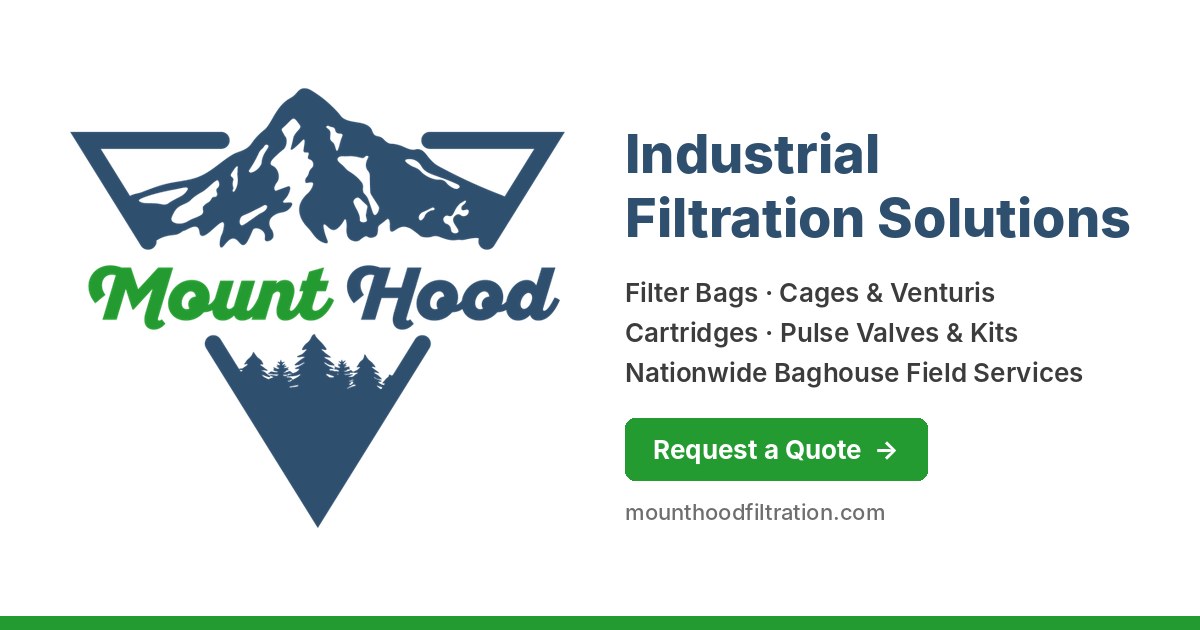 Mount Hood
Industrial
Filtration Solutions
Filter Bags · Cages & Venturis
Cartridges · Pulse Valves & Kits
Nationwide Baghouse Field Services
Request a Quote →
mounthoodfiltration.com